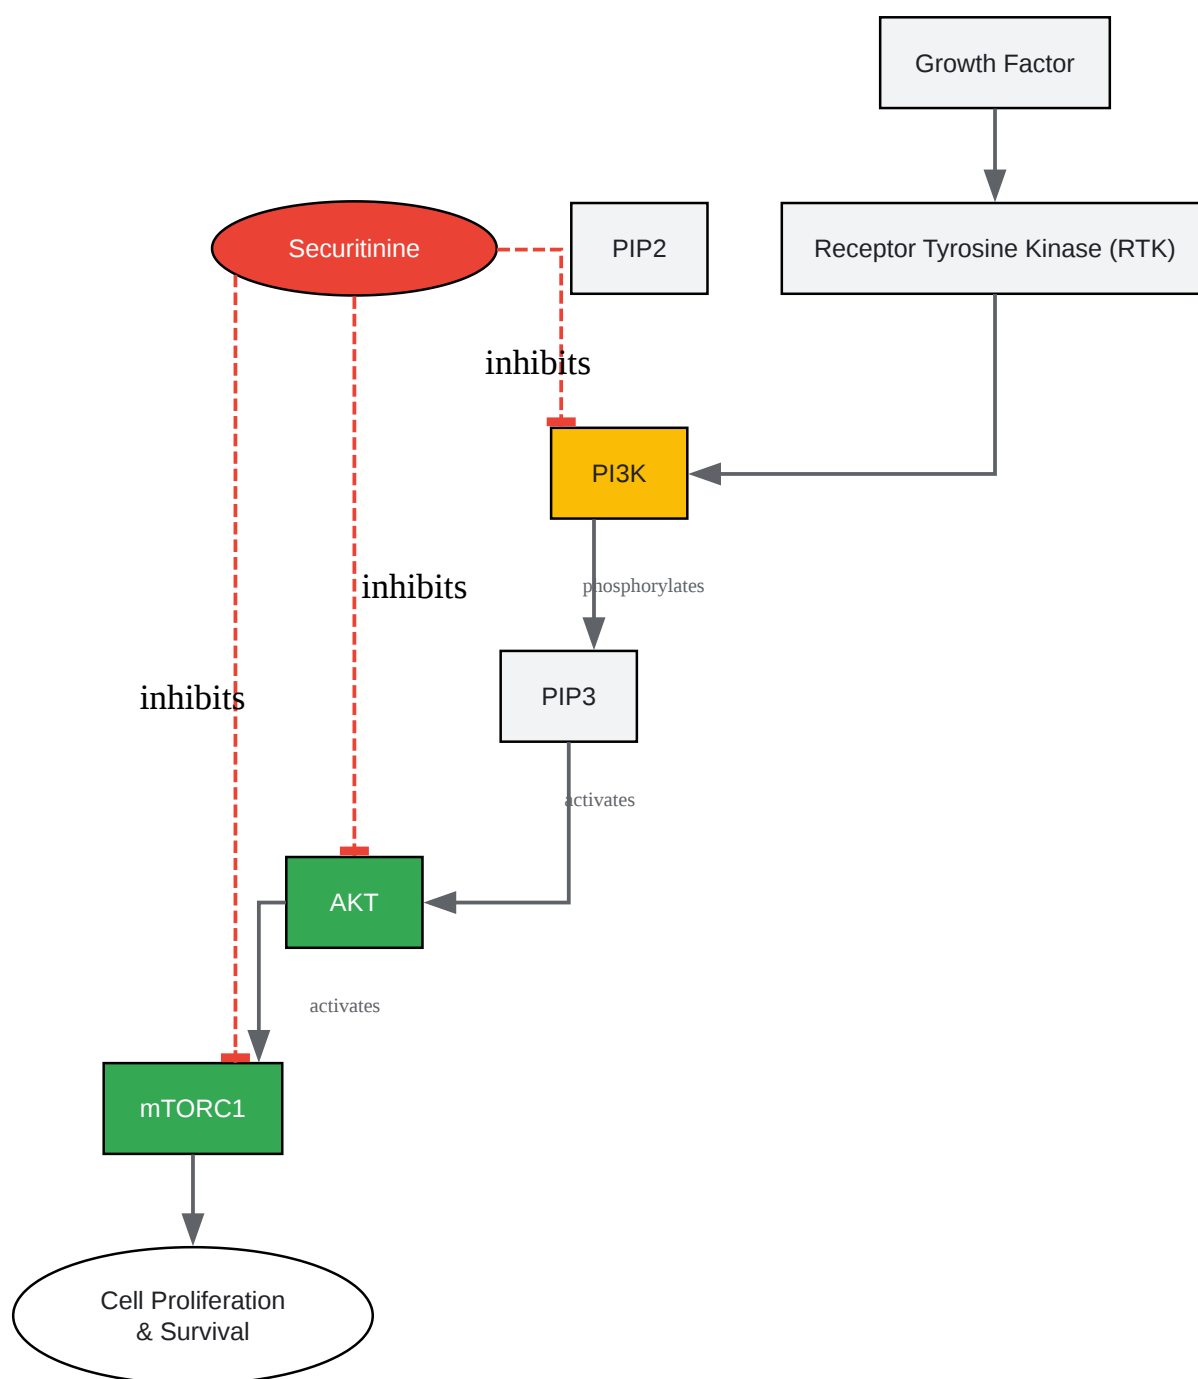 Growth Factor
Securitinine
PIP2
Receptor Tyrosine Kinase (RTK)
inhibits
PI3K
phosphorylates
inhibits
inhibits
PIP3
activates
AKT
activates
mTORC1
Cell Proliferation
& Survival